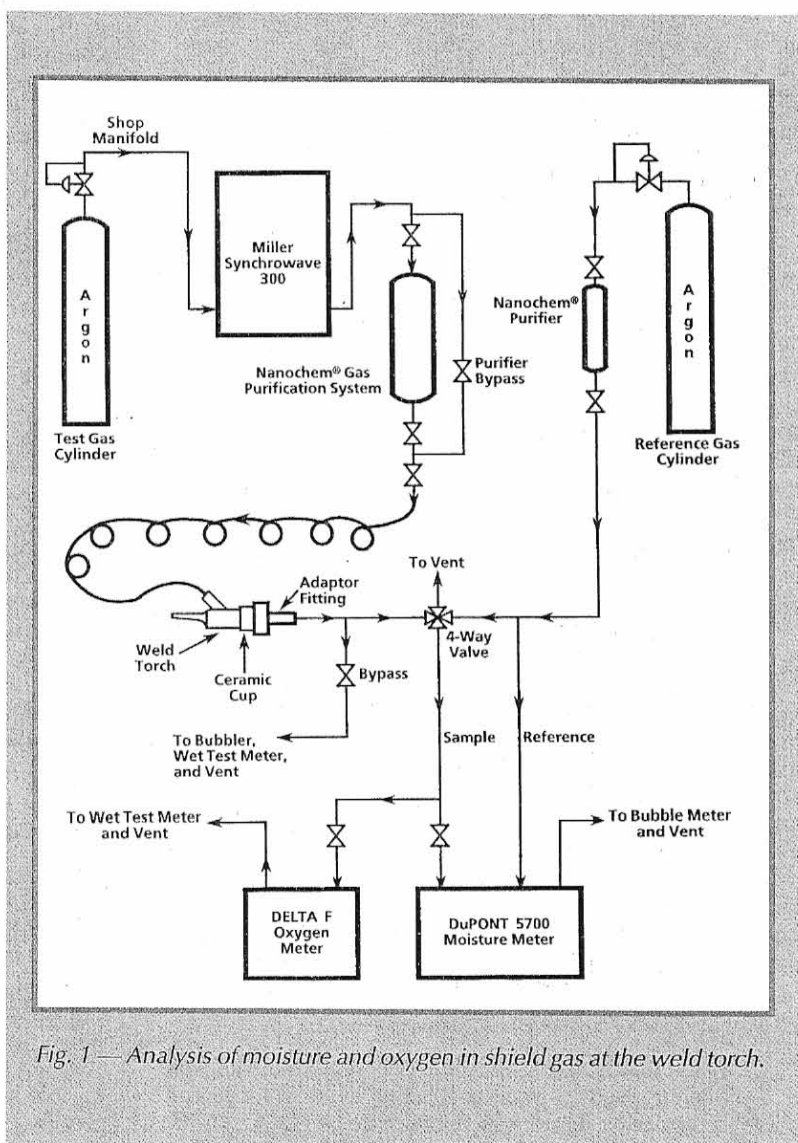 Shop
Manifold
Miller
Synchrowave
300
Argon
Test Gas
Cylinder
Nanochem® Gas
Purification System
Purifier
Bypass
Nanochem®
Purifier
Argon
Reference Gas
Cylinder
To Vent
4-Way
Valve
Adaptor
Fitting
Weld
Torch
Ceramic
Cup
Bypass
To Bubbler,
Wet Test Meter,
and Vent
Sample
Reference
To Wet Test Meter
and Vent
To Bubble Meter
and Vent
DELTA F
Oxygen
Meter
DuPONT 5700
Moisture Meter
Fig. 1 — Analysis of moisture and oxygen in shield gas at the weld torch.